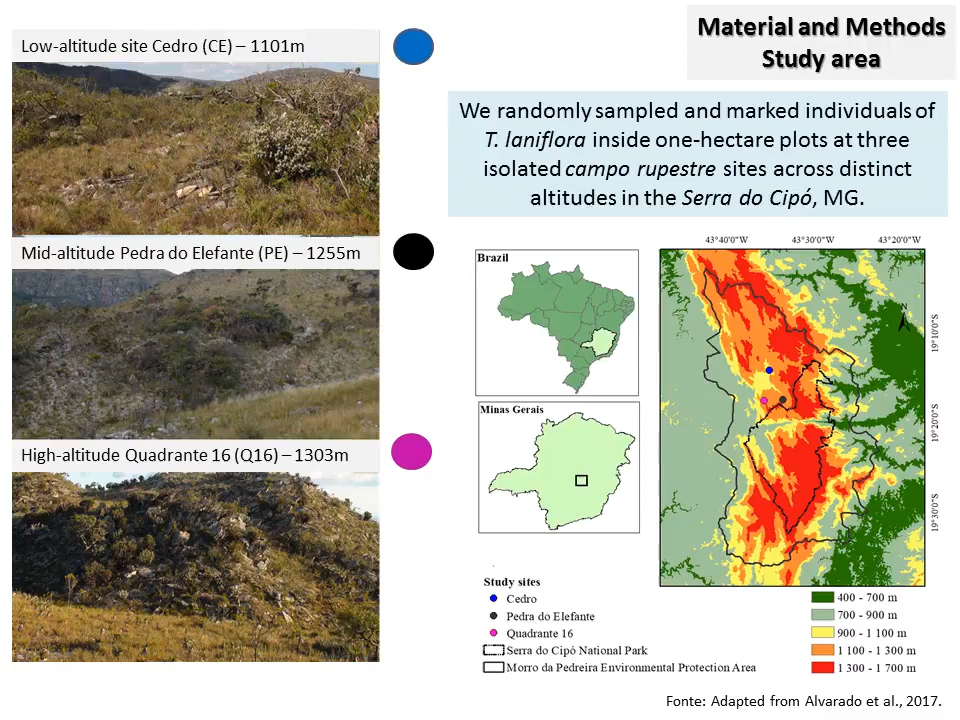 Material and Methods
Study area
Low-altitude site Cedro (CE) – 1101m
We randomly sampled and marked individuals of
T. laniflora inside one-hectare plots at three
isolated campo rupestre sites across distinct
altitudes in the Serra do Cipó, MG.
Mid-altitude Pedra do Elefante (PE) – 1255m
High-altitude Quadrante 16 (Q16) – 1303m
Brazil
Minas Gerais
43°40'0"W 43°30'0"W 43°20'0"W
N
19°10'0"S
19°20'0"S
19°30'0"S
Study sites
Cedro
Pedra do Elefante
Quadrante 16
Serra do Cipó National Park
Morro da Pedreira Environmental Protection Area
400 - 700 m
700 - 900 m
900 - 1 100 m
1 100 - 1 300 m
1 300 - 1 700 m
Fonte: Adapted from Alvarado et al., 2017.